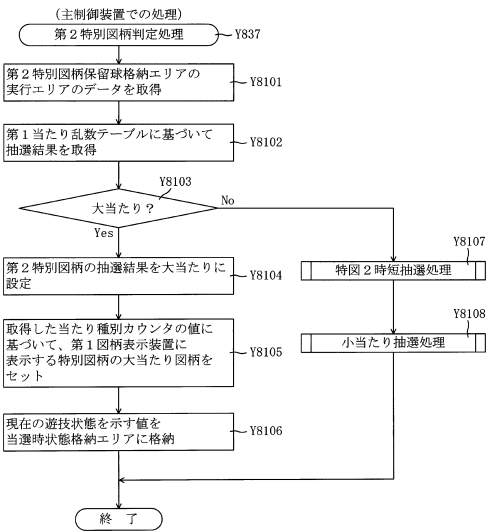 (主制御装置での処理)
第2特別図柄判定処理
Y837
第2特別図柄保留球格納エリアの
実行エリアのデータを取得
Y8101
第1当たり乱数テーブルに基づいて
抽選結果を取得
Y8102
Y8103
大当たり?
No
Yes
Y8107
特図2時短抽選処理
第2特別図柄の抽選結果を大当たりに
設定
Y8104
Y8108
小当たり抽選処理
取得した当たり種別カウンタの値に
基づいて、第1図柄表示装置に
表示する特別図柄の大当たり図柄を
セット
Y8105
現在の遊技状態を示す値を
当選時状態格納エリアに格納
Y8106
終 了